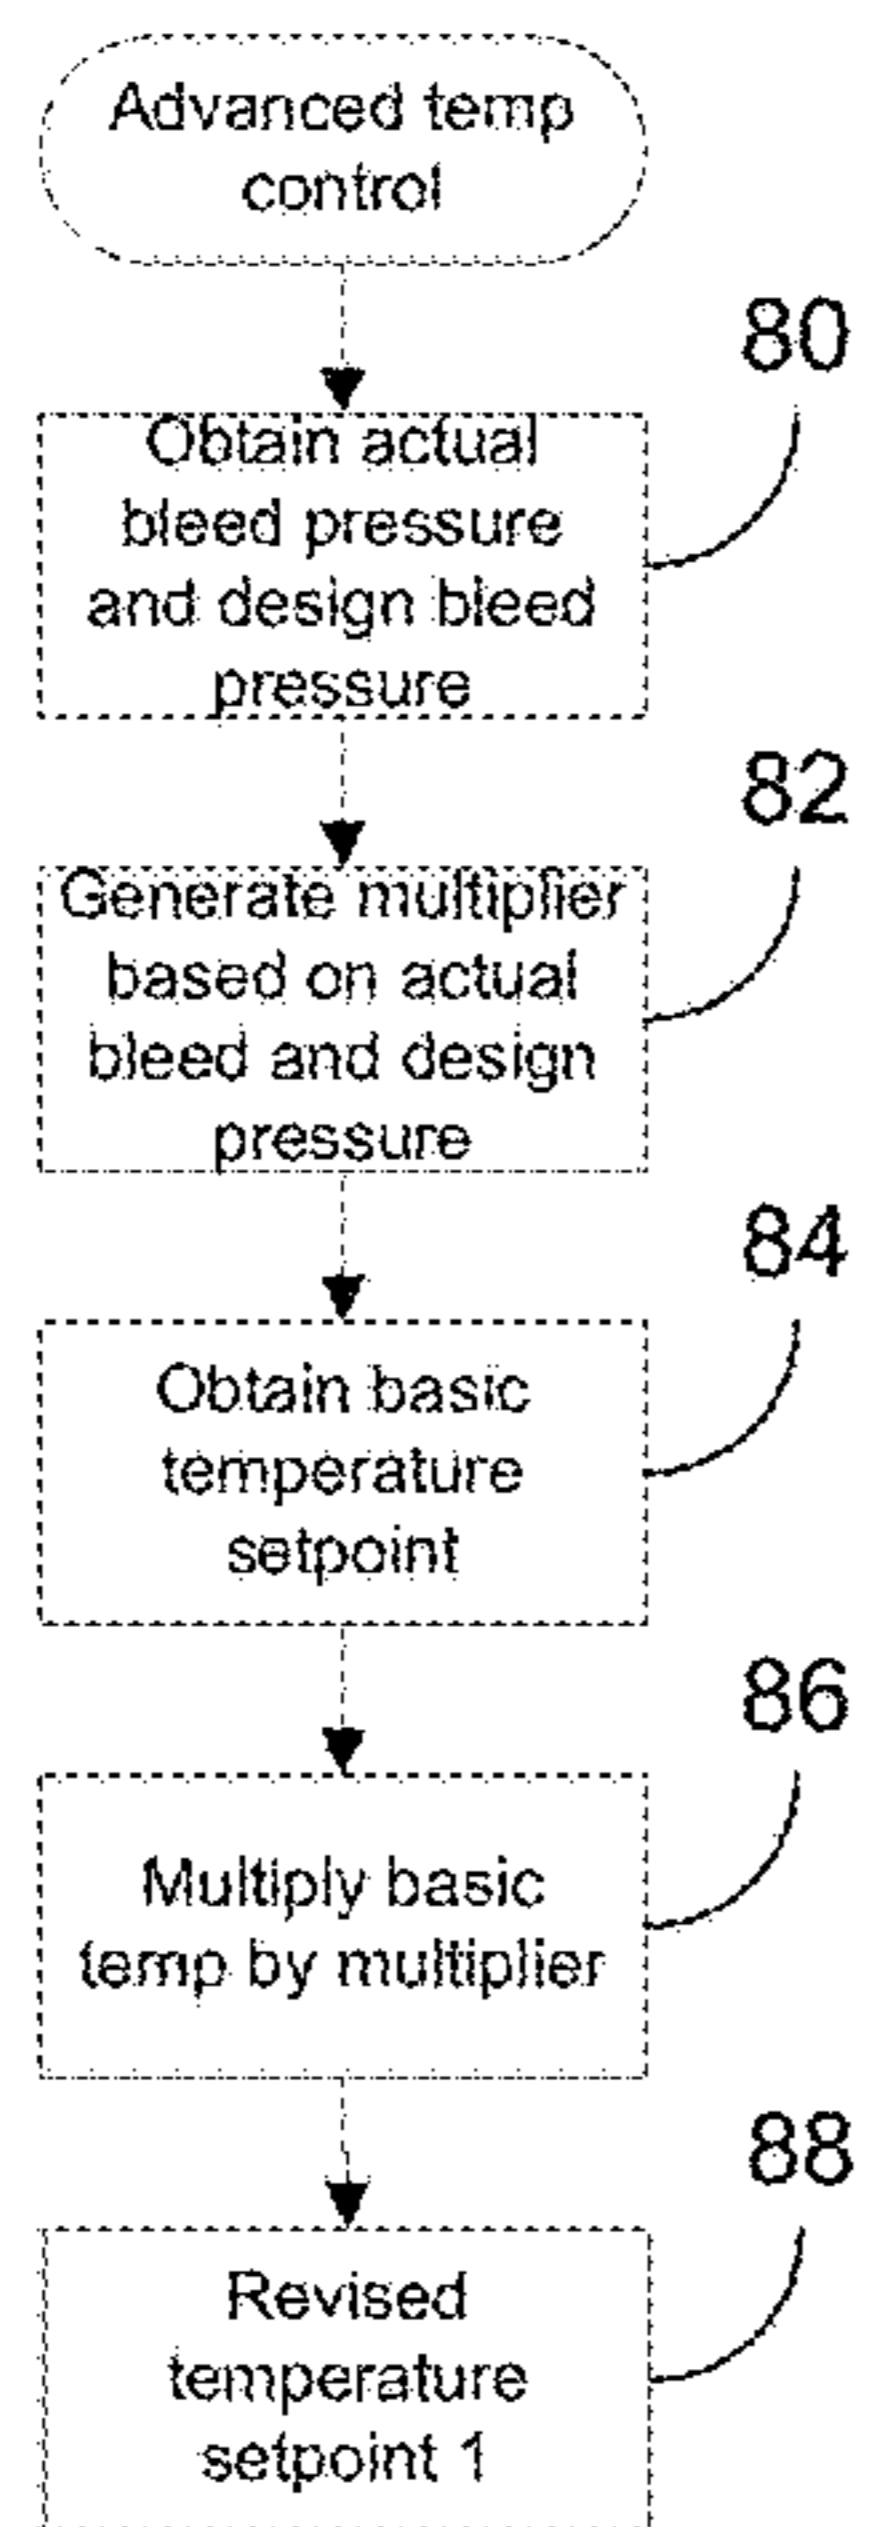 Advanced temp
control
80
Obtain actual
bleed pressure
and design bleed
pressure
82
Generate multiplier
based on actual
bleed and design
pressure
84
Obtain basic
temperature
setpoint
86
Multiply basic
temp by multiplier
88
Revised
temperature
setpoint 1